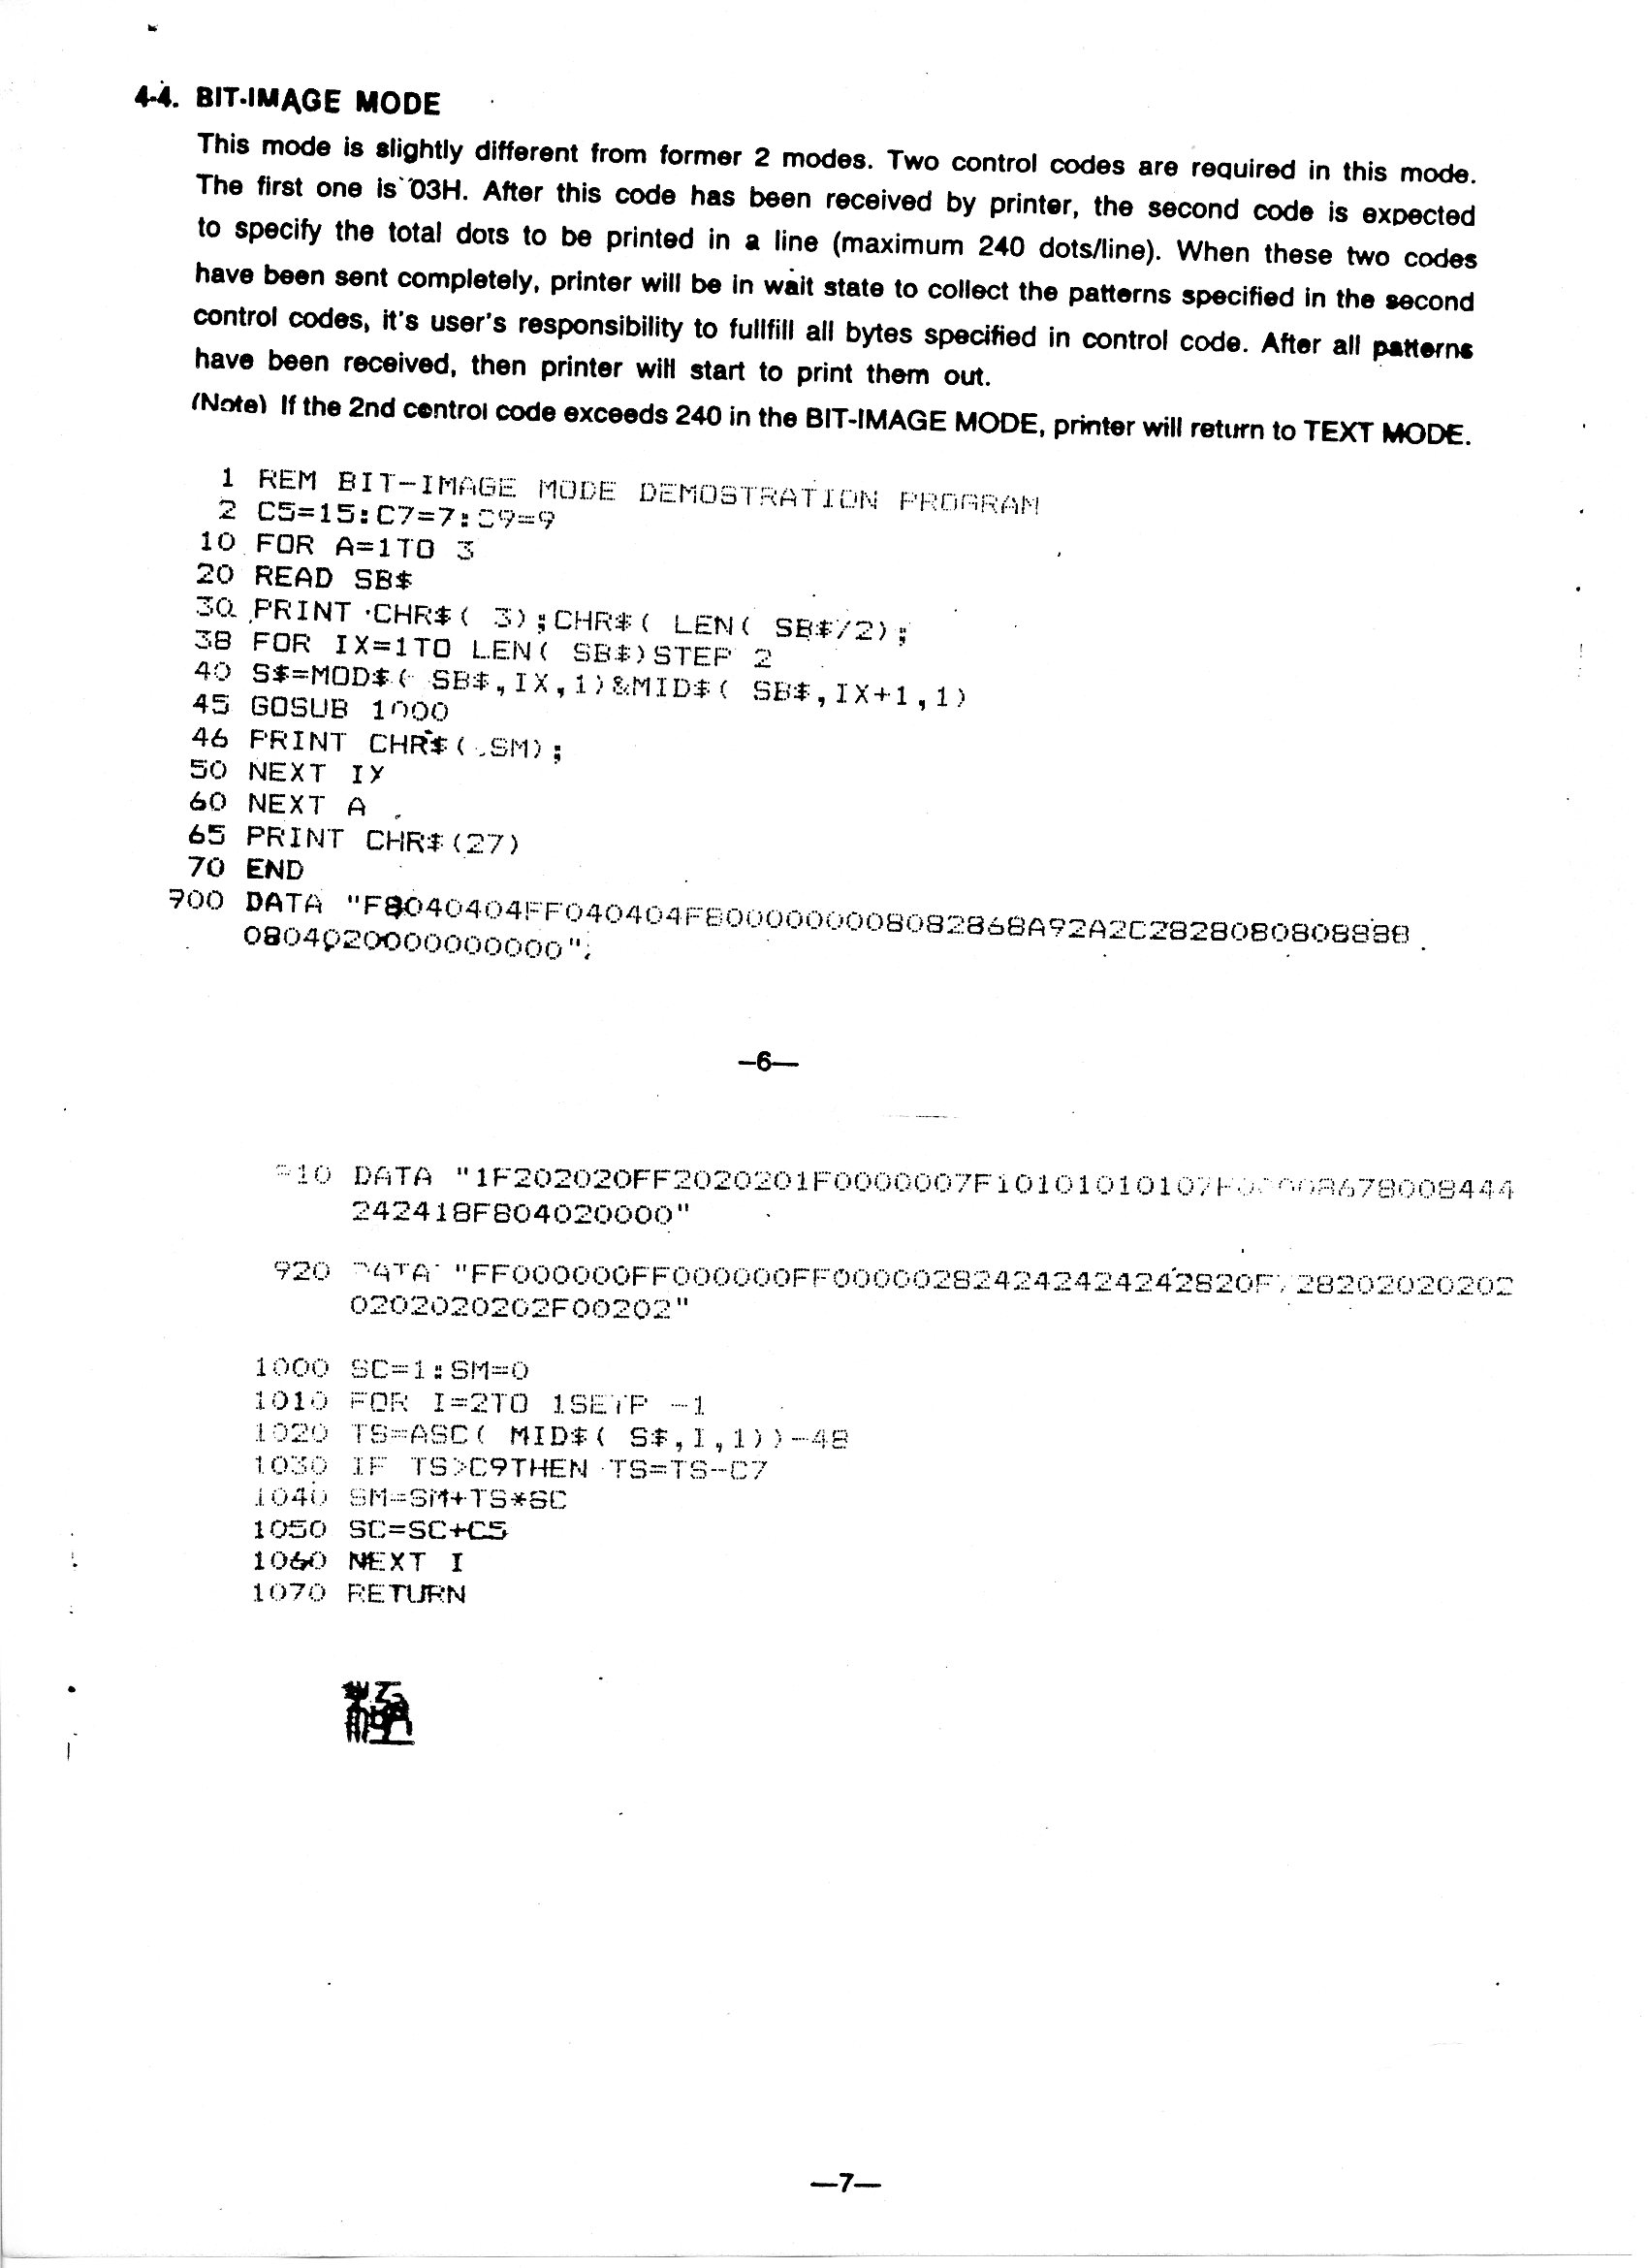 4-4. BIT-IMAGE MODE
This mode is slightly different from former 2 modes. Two control codes are required in this mode.
The first one is 03H. After this code has been received by printer, the second code is expected
to specify the total dots to be printed in a line (maximum 240 dots/line). When these two codes
have been sent completely, printer will be in wait state to collect the patterns specified in the second
control codes, it's user's responsibility to fullfill all bytes specified in control code. After all patterns
have been received, then printer will start to print them out.
(Note) If the 2nd control code exceeds 240 in the BIT-IMAGE MODE, printer will return to TEXT MODE.
1 REM BIT-IMAGE MODE DEMOSTRATION PROGRAM
2 C5=15:C7=7:C9=9
10 FOR A=1TO 3
20 READ SB$
30 PRINT CHR$( 3);CHR$( LEN( SB$/2);
38 FOR IX=1TO LEN( SB$)STEP 2
40 S$=MOD$( SB$,IX,1)&MID$( SB$,IX+1,1)
45 GOSUB 1000
46 PRINT CHR$( SM);
50 NEXT IX
60 NEXT A
65 PRINT CHR$(27)
70 END
900 DATA "F8040404FF040404F8000000008082868A92A2C2828080808888
0804020000000000";
—6—
DATA "1F202020FF2020201F0000007F1010101010
242418F804020000"
920 DATA "FF000000FF000000FF0000028242424242428
0202020202F00202"
1000 SC=1:SM=0
1010 FOR I=2TO 1SETP -1
1020 TS=ASC( MID$( S$,I,1))-48
1030 IF TS>C9THEN TS=TS-C7
1040 SM=SM+TS*SC
1050 SC=SC+C5
1060 NEXT I
1070 RETURN
—7—